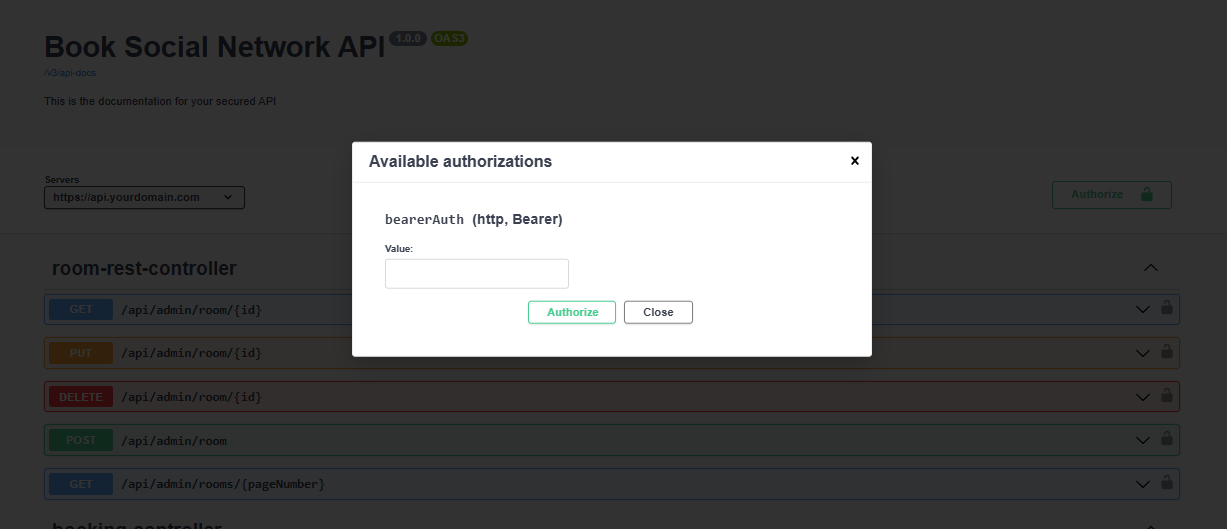 Book Social Network API 1.0.0 OAS3
/v3/api-docs
This is the documentation for your secured API
Available authorizations
Servers
https://api.yourdomain.com
Authorize
bearerAuth (http, Bearer)
Value:
Authorize Close
room-rest-controller
GET /api/admin/room/{id}
PUT /api/admin/room/{id}
DELETE /api/admin/room/{id}
POST /api/admin/room
GET /api/admin/rooms/{pageNumber}
booking-controller